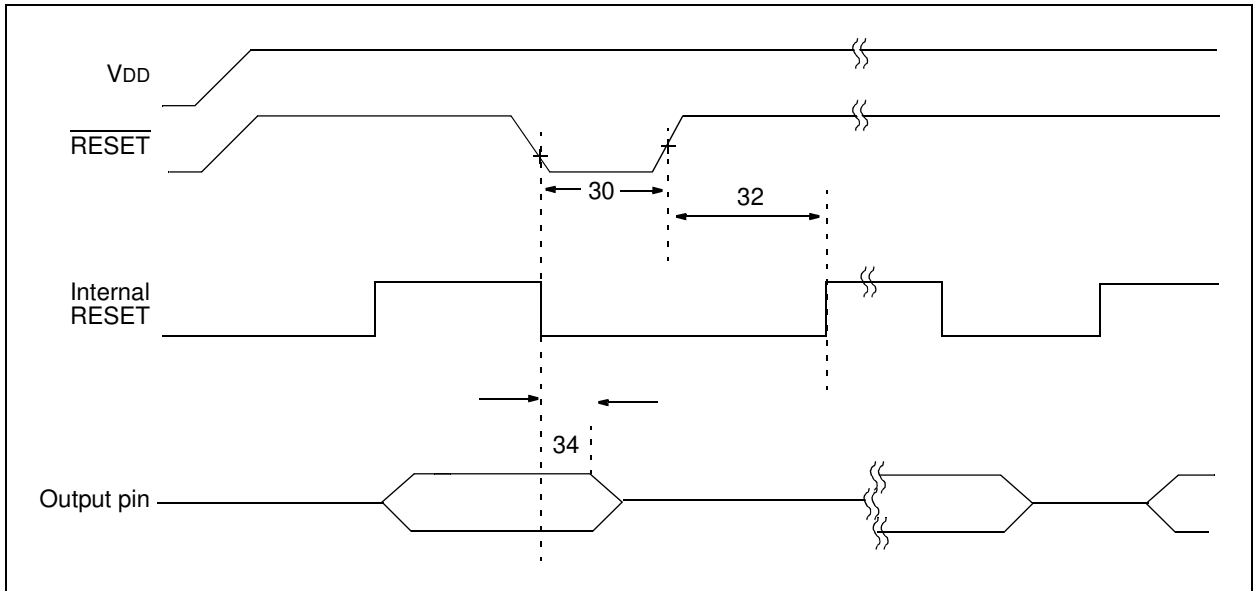 VDD
RESET
30
32
Internal
RESET
34
Output pin